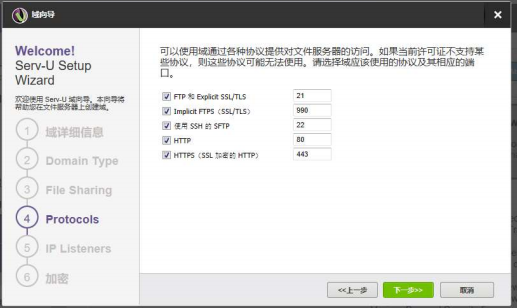 域向导
Welcome!
Serv-U Setup
Wizard
欢迎使用 Serv-U 域向导。本向导将
帮助您在文件服务器上创建域。
1 域详细信息
2 Domain Type
3 File Sharing
4 Protocols
5 IP Listeners
6 加密
可以使用域通过各种协议提供对文件服务器的访问。如果当前许可证不支持某
些协议，则这些协议可能无法使用。请选择域应该使用的协议及其相应的端
口。
FTP 和 Explicit SSL/TLS 21
Implicit FTPS（SSL/TLS） 990
使用 SSH 的 SFTP 22
HTTP 80
HTTPS（SSL 加密的 HTTP） 443
<<上一步 下一步>> 取消